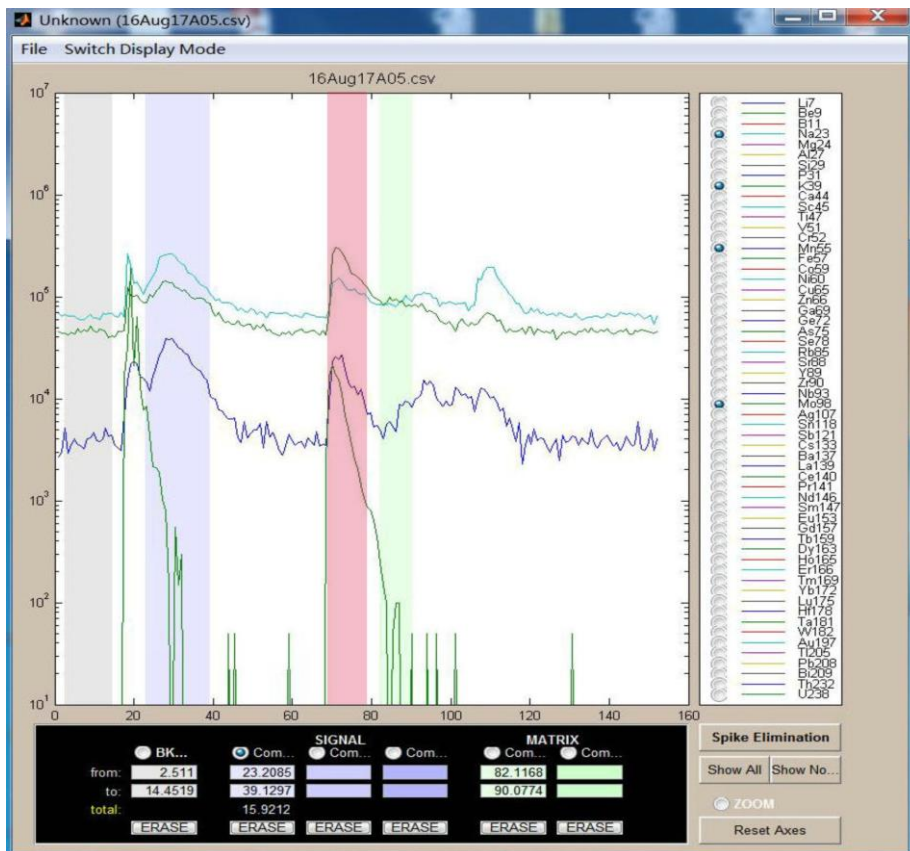 Unknown (16Aug17A05.csv)
File Switch Display Mode
16Aug17A05.csv
10^7
10^6
10^5
10^4
10^3
10^2
10^1
0 20 40 60 80 100 120 140 160
Li7
Be9
B11
Na23
Mg24
Al27
Si29
P31
K39
Ca44
Sc45
Ti47
V51
Cr52
Mn55
Fe57
Co59
Ni60
Cu65
Zn66
Ga69
Ge72
As75
Se78
Rb85
Sr88
Y89
Zr90
Nb93
Mo98
Ag107
Sn118
Sb121
Cs133
Ba137
La139
Ce140
Pr141
Nd146
Sm147
Eu153
Gd157
Tb159
Dy163
Ho165
Er166
Tm169
Yb172
Lu175
Hf178
Ta181
W182
Au197
Tl205
Pb208
Bi209
Th232
U238
SIGNAL MATRIX
BK... Com... Com... Com... Com... Com...
from: 2.511 23.2085 82.1168
to: 14.4519 39.1297 90.0774
total: 15.9212
ERASE ERASE ERASE ERASE ERASE ERASE
Spike Elimination
Show All Show No...
ZOOM
Reset Axes